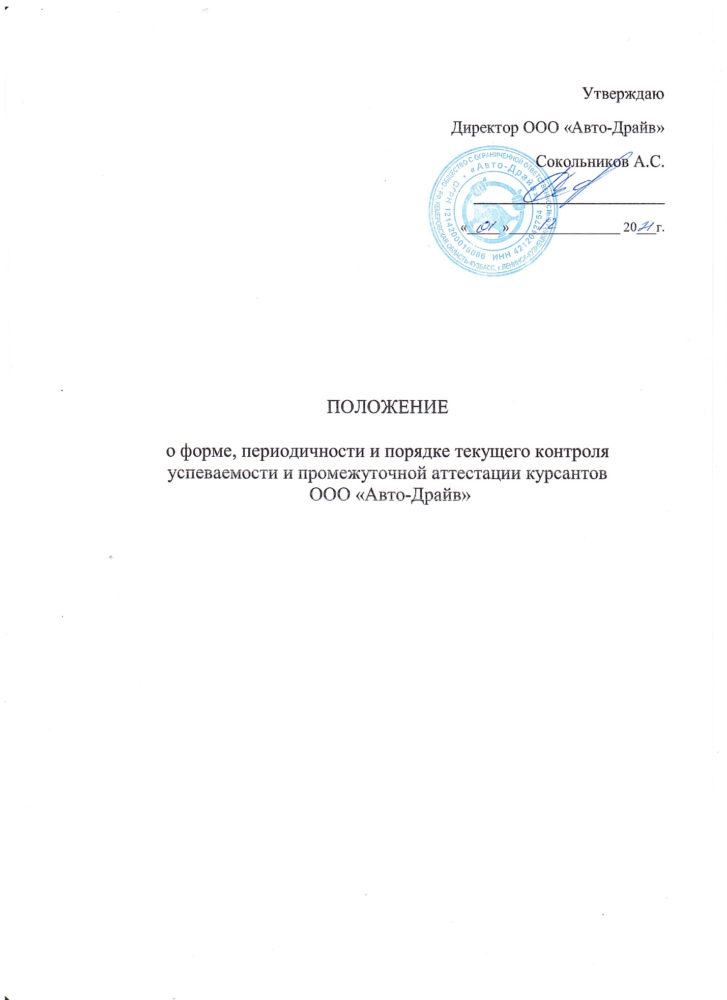 Утверждаю
Директор ООО «Авто-Драйв»
Сокольников А.С.
«01» 12 2021 г.
РФ, КЕМЕРОВСКАЯ ОБЛАСТЬ-КУЗБАСС, г.ЛЕНИНСК-КУЗНЕЦКИЙ * ОБЩЕСТВО С ОГРАНИЧЕННОЙ ОТВЕТСТВЕННОСТЬЮ
«Авто-Драйв»
ОГРН 1214200015886 ИНН 4212042754
ПОЛОЖЕНИЕ
о форме, периодичности и порядке текущего контроля
успеваемости и промежуточной аттестации курсантов
ООО «Авто-Драйв»